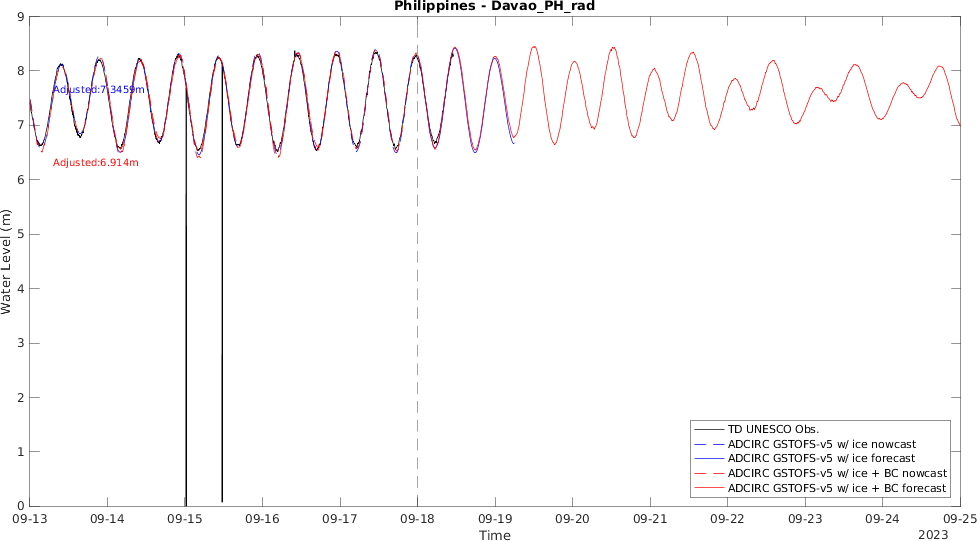 Philippines - Davao_PH_rad
9
8
7
6
5
4
3
2
1
0
Water Level (m)
Adjusted:7.3459m
Adjusted:6.914m
TD UNESCO Obs.
ADCIRC GSTOFS-v5 w/ ice nowcast
ADCIRC GSTOFS-v5 w/ ice forecast
ADCIRC GSTOFS-v5 w/ ice + BC nowcast
ADCIRC GSTOFS-v5 w/ ice + BC forecast
09-13 09-14 09-15 09-16 09-17 09-18 09-19 09-20 09-21 09-22 09-23 09-24 09-25
Time
2023